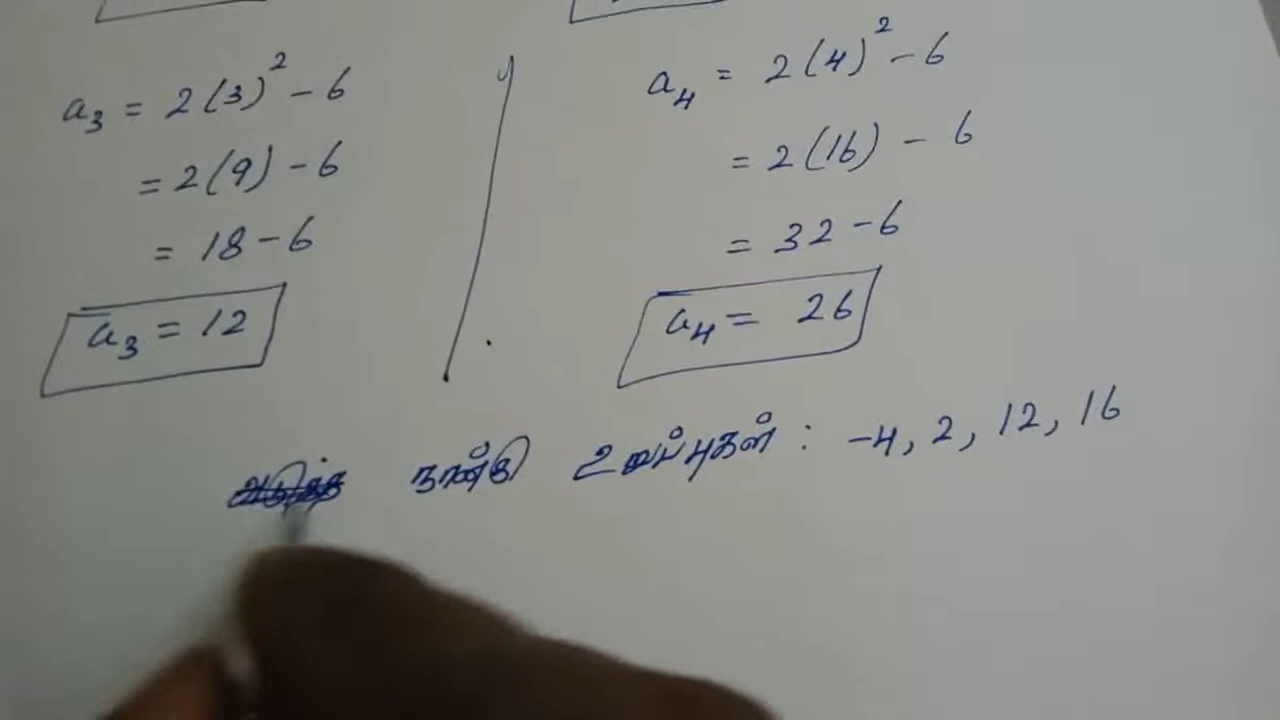 a₃ = 2(3)² - 6
= 2(9) - 6
= 18 - 6
a₃ = 12
a₄ = 2(4)² - 6
= 2(16) - 6
= 32 - 6
a₄ = 26
நான்கு உறுப்புகள் : -4, 2, 12, 16